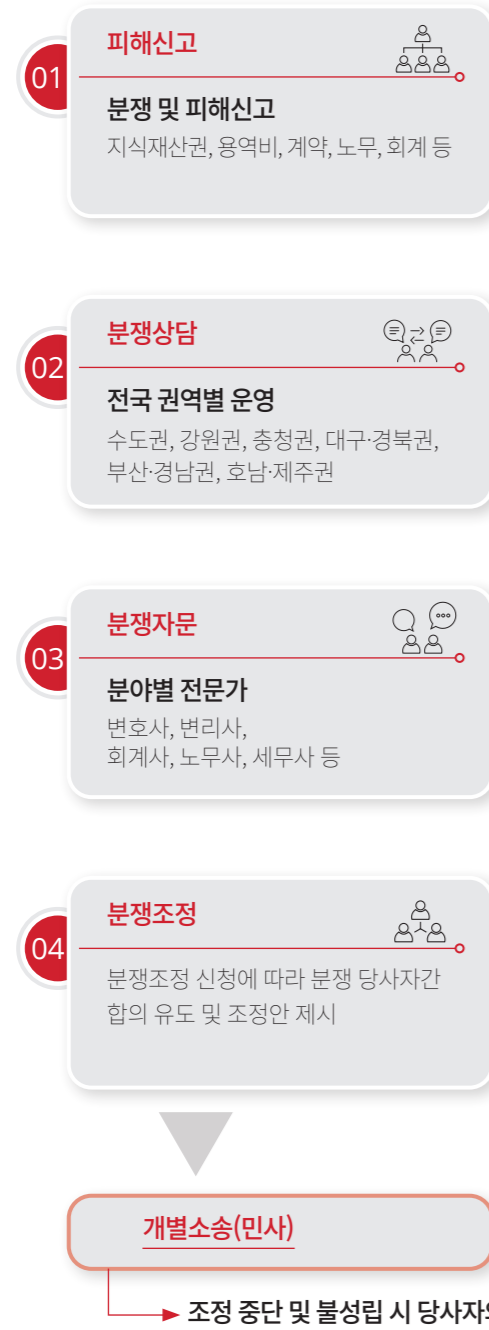 01
피해신고
분쟁 및 피해신고
지식재산권, 용역비, 계약, 노무, 회계 등
02
분쟁상담
전국 권역별 운영
수도권, 강원권, 충청권, 대구·경북권,
부산·경남권, 호남·제주권
03
분쟁자문
분야별 전문가
변호사, 변리사,
회계사, 노무사, 세무사 등
04
분쟁조정
분쟁조정 신청에 따라 분쟁 당사자간
합의 유도 및 조정안 제시
개별소송(민사)
조정 중단 및 불성립 시